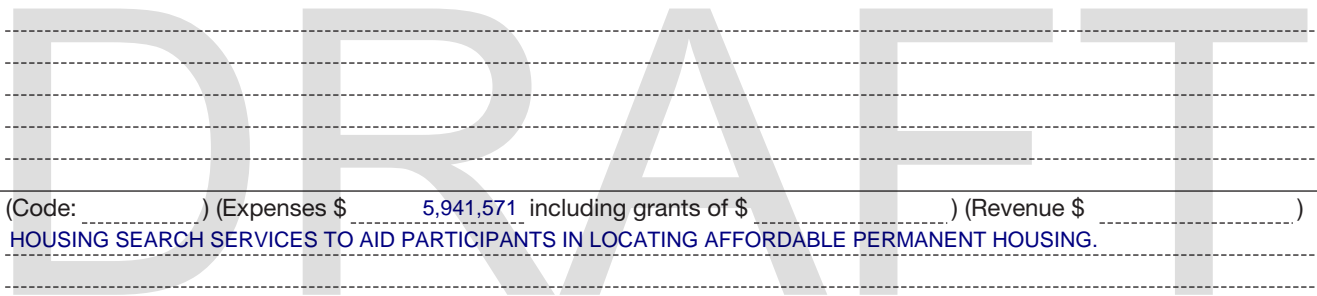 DRAFT
(Code: ) (Expenses $ 5,941,571 including grants of $ ) (Revenue $ )
HOUSING SEARCH SERVICES TO AID PARTICIPANTS IN LOCATING AFFORDABLE PERMANENT HOUSING.